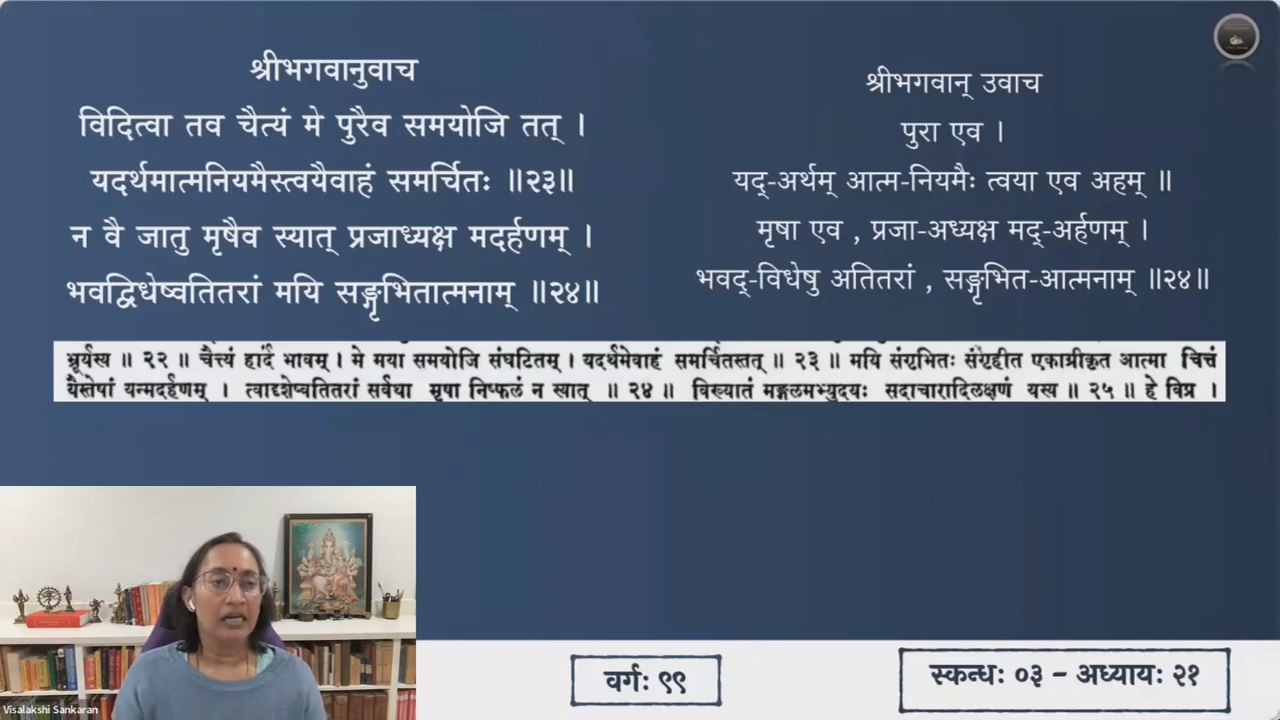 श्रीभगवानुवाच
विदित्वा तव चैत्यं मे पुरैव समयोजि तत् ।
यदर्थमात्मनियमैस्त्वयैवाहं समर्चितः ॥२३॥
न वै जातु मृषैव स्यात् प्रजाध्यक्ष मदर्हणम् ।
भवद्विधेष्वतितरां मयि सङ्गृभितात्मनाम् ॥२४॥
श्रीभगवान् उवाच
पुरा एव ।
यद्-अर्थम् आत्म-नियमैः त्वया एव अहम् ॥
मृषा एव , प्रजा-अध्यक्ष मद्-अर्हणम् ।
भवद्-विधेषु अतितरां , सङ्गृभित-आत्मनाम् ॥२४॥
भ्रूर्यस्य ॥ २२ ॥ चैत्त्यं हार्दं भावम् । मे मया समयोजि संघटितम् । यदर्थमेवाहं समर्चितस्तत् ॥ २३ ॥ मयि संगृभितः संगृहीत एकाग्रीकृत आत्मा चित्तं
यैस्तेषां यन्मदर्हणम् । त्वादृशेष्वतितरां सर्वथा मृषा निष्फलं न स्यात् ॥ २४ ॥ विख्यातं मङ्गलमभ्युदयः सदाचारादिलक्षणं यस्य ॥ २५ ॥ हे विप्र ।
Visalakshi Sankaran
वर्गः ९९
स्कन्धः ०३ - अध्यायः २१